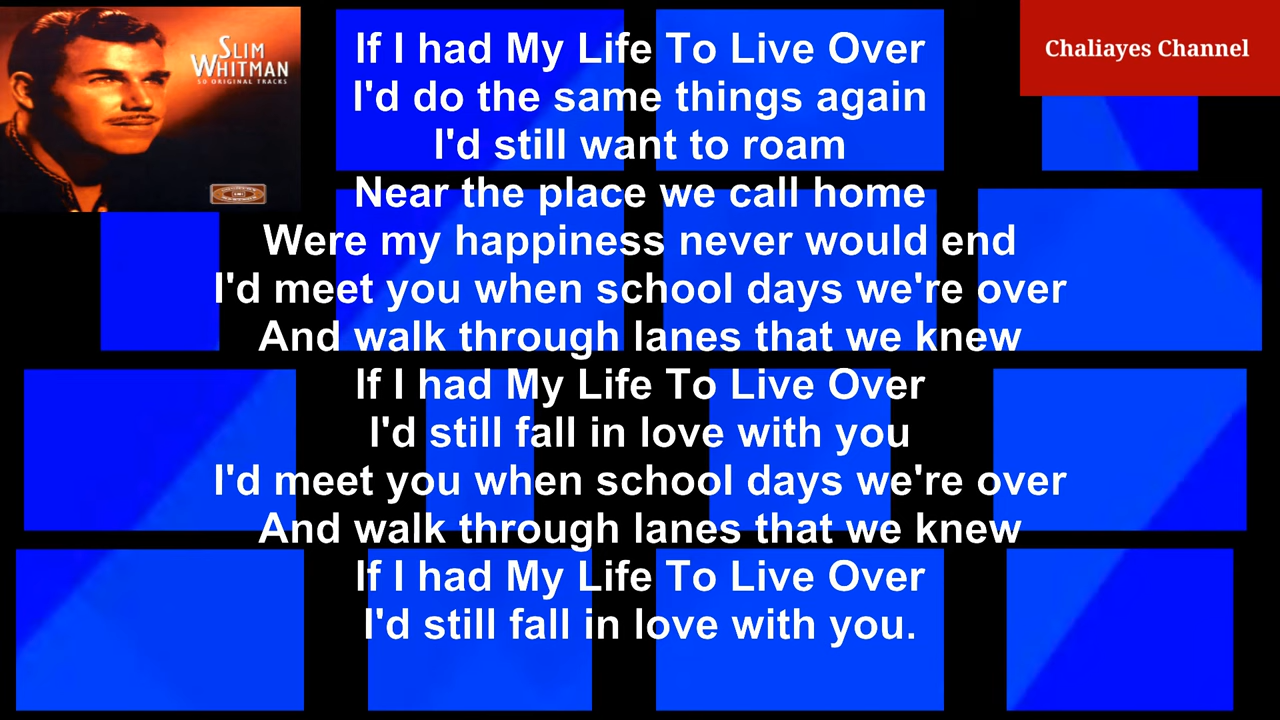 SLIM
WHITMAN
50 ORIGINAL TRACKS
Chaliayes Channel
If I had My Life To Live Over
I'd do the same things again
I'd still want to roam
Near the place we call home
Were my happiness never would end
I'd meet you when school days we're over
And walk through lanes that we knew
If I had My Life To Live Over
I'd still fall in love with you
I'd meet you when school days we're over
And walk through lanes that we knew
If I had My Life To Live Over
I'd still fall in love with you.